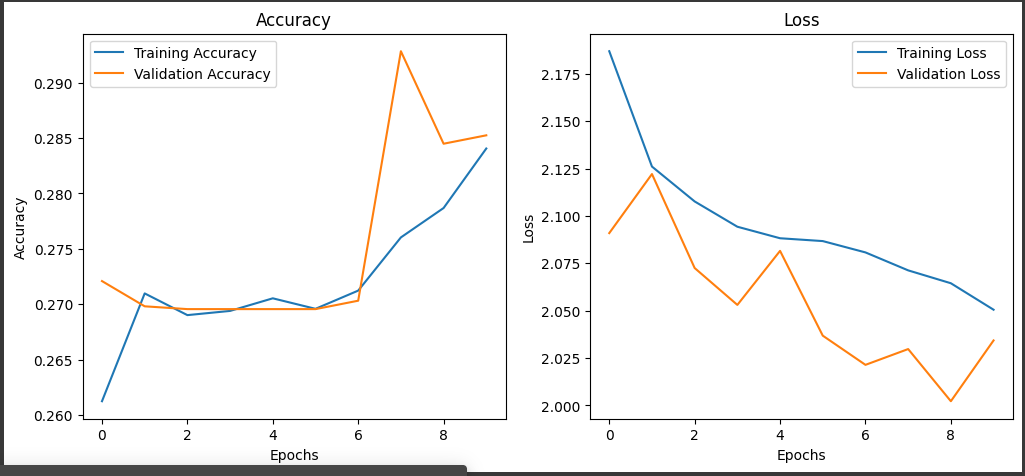 Accuracy
Training Accuracy
Validation Accuracy
0.290
0.285
0.280
0.275
0.270
0.265
0.260
Accuracy
0 2 4 6 8
Epochs
Loss
Training Loss
Validation Loss
2.175
2.150
2.125
2.100
2.075
2.050
2.025
2.000
Loss
0 2 4 6 8
Epochs